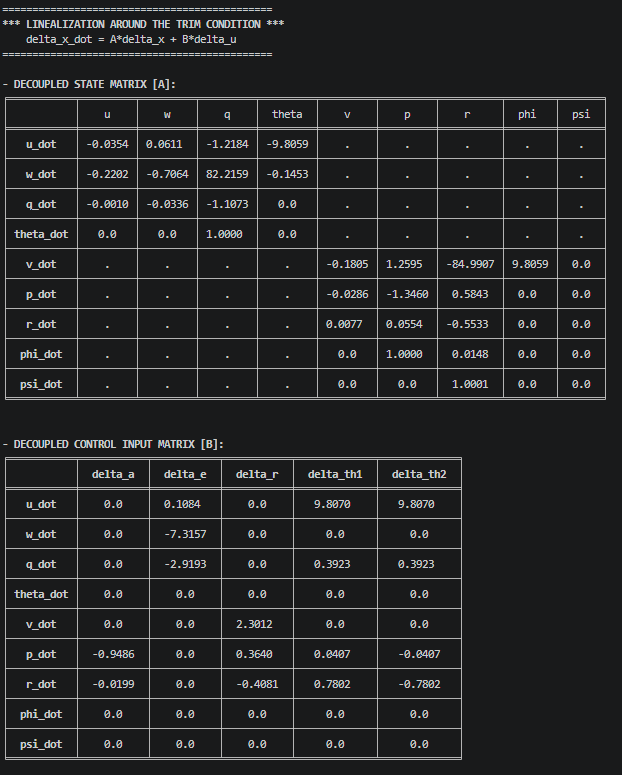 =============================================
*** LINEARIZATION AROUND THE TRIM CONDITION ***
delta_x_dot = A*delta_x + B*delta_u
=============================================
- DECOUPLED STATE MATRIX [A]:
u w q theta v p r phi psi
u_dot -0.0354 0.0611 -1.2184 -9.8059 . . . . .
w_dot -0.2202 -0.7064 82.2159 -0.1453 . . . . .
q_dot -0.0010 -0.0336 -1.1073 0.0 . . . . .
theta_dot 0.0 0.0 1.0000 0.0 . . . . .
v_dot . . . . -0.1805 1.2595 -84.9907 9.8059 0.0
p_dot . . . . -0.0286 -1.3460 0.5843 0.0 0.0
r_dot . . . . 0.0077 0.0554 -0.5533 0.0 0.0
phi_dot . . . . 0.0 1.0000 0.0148 0.0 0.0
psi_dot . . . . 0.0 0.0 1.0001 0.0 0.0
- DECOUPLED CONTROL INPUT MATRIX [B]:
delta_a delta_e delta_r delta_th1 delta_th2
u_dot 0.0 0.1084 0.0 9.8070 9.8070
w_dot 0.0 -7.3157 0.0 0.0 0.0
q_dot 0.0 -2.9193 0.0 0.3923 0.3923
theta_dot 0.0 0.0 0.0 0.0 0.0
v_dot 0.0 0.0 2.3012 0.0 0.0
p_dot -0.9486 0.0 0.3640 0.0407 -0.0407
r_dot -0.0199 0.0 -0.4081 0.7802 -0.7802
phi_dot 0.0 0.0 0.0 0.0 0.0
psi_dot 0.0 0.0 0.0 0.0 0.0